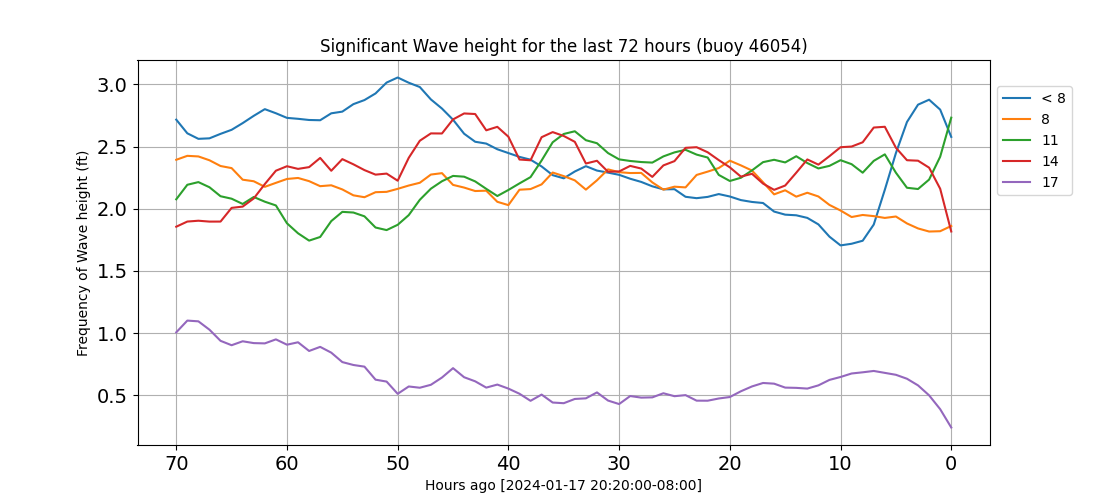 Significant Wave height for the last 72 hours (buoy 46054)
Frequency of Wave height (ft)
3.0
2.5
2.0
1.5
1.0
0.5
70 60 50 40 30 20 10 0
Hours ago [2024-01-17 20:20:00-08:00]
< 8
8
11
14
17